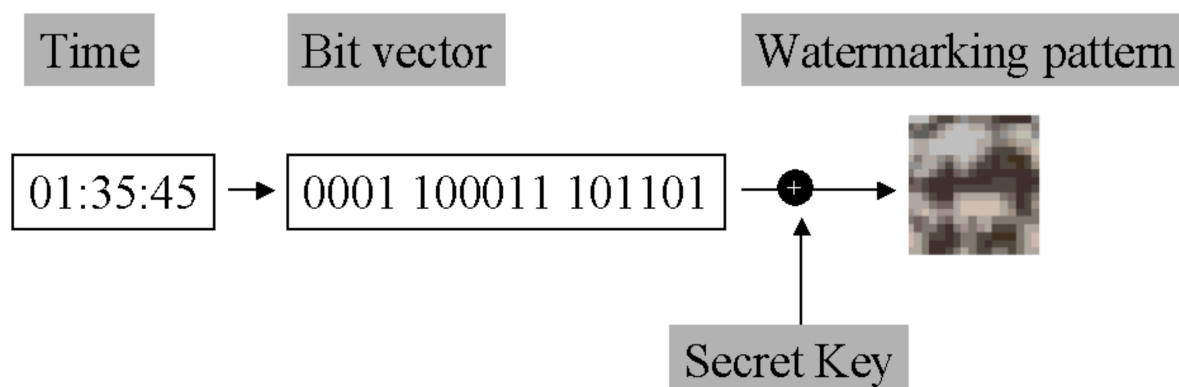 Time
Bit vector
Watermarking pattern
01:35:45
0001 100011 101101
Secret Key